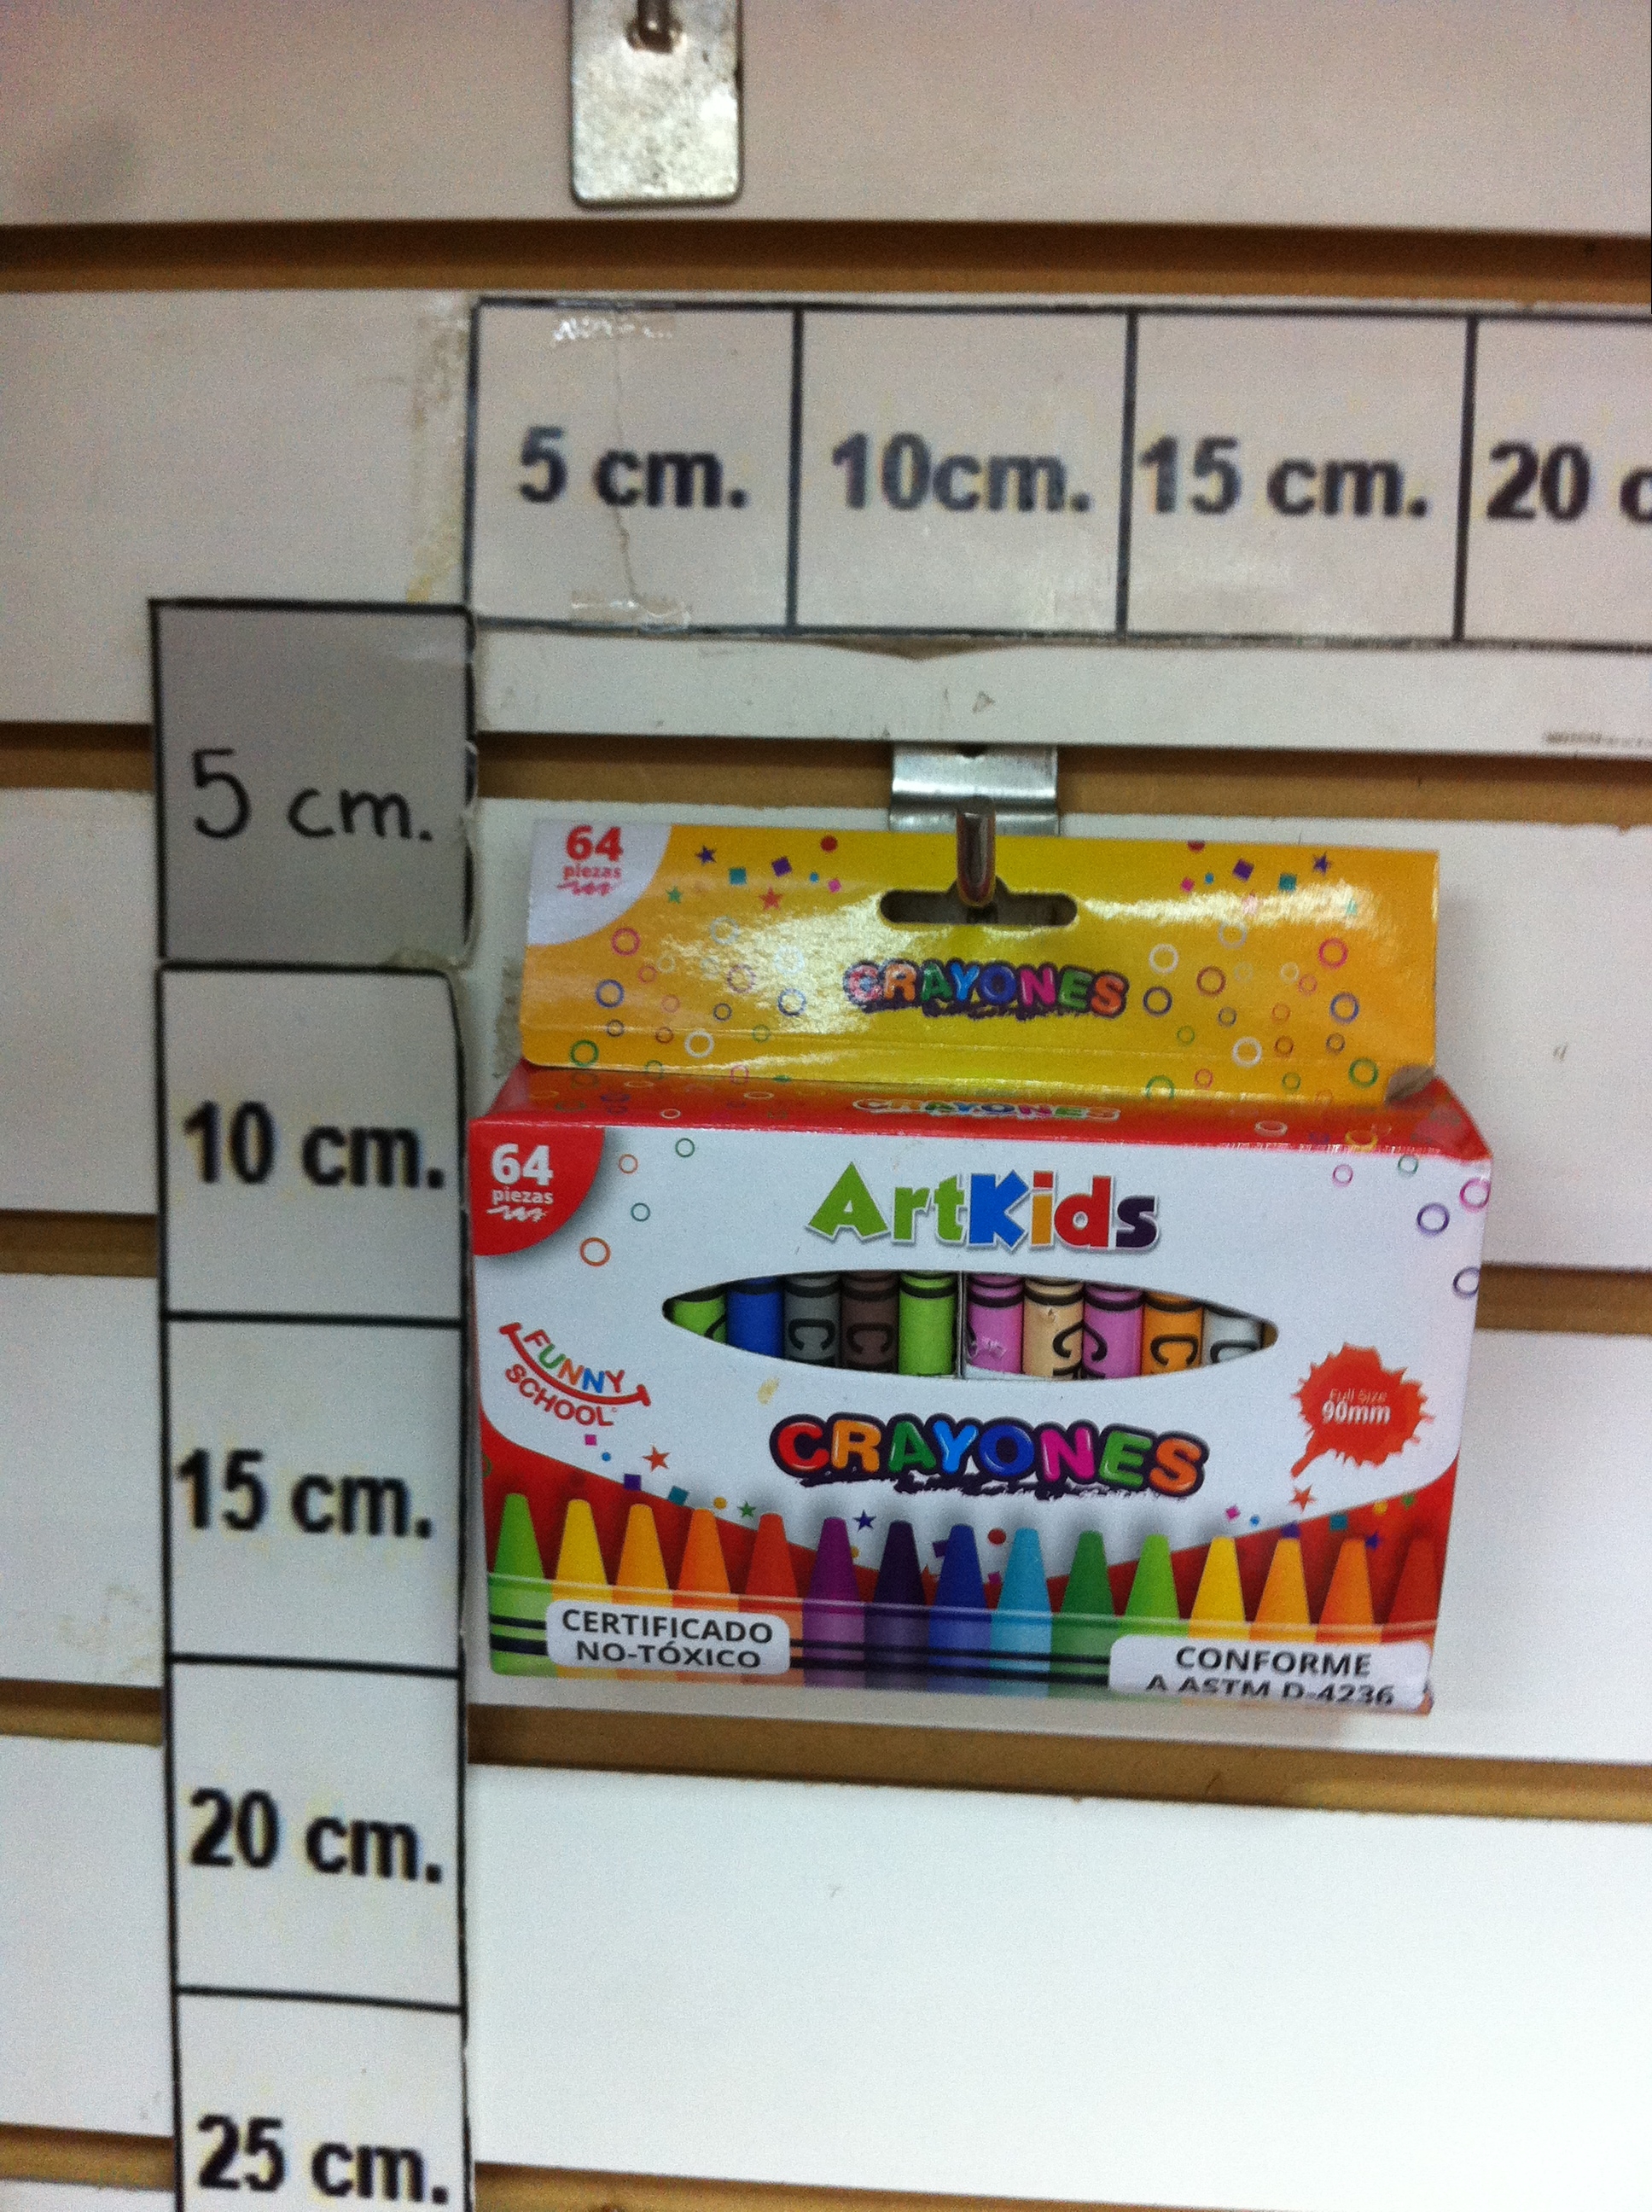 5 cm.
10cm.
15 cm.
20
5 cm.
10 cm.
15 cm.
20 cm.
25 cm.
64
piezas
CRAYONES
CRAYONES
64
piezas
ArtKids
FUNNY
SCHOOL
Full Size
90mm
CRAYONES
CERTIFICADO
NO-TÓXICO
CONFORME
A ASTM D-4236